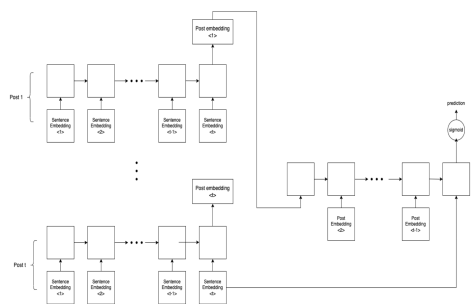 Post embedding
<1>
Post 1
Sentence
Embedding
<1>
Sentence
Embedding
<2>
Sentence
Embedding
<t-1>
Sentence
Embedding
<t>
prediction
sigmoid
Post
Embedding
<2>
Post
Embedding
<t-1>
Post embedding
<t>
Post t
Sentence
Embedding
<1>
Sentence
Embedding
<2>
Sentence
Embedding
<t-1>
Sentence
Embedding
<t>